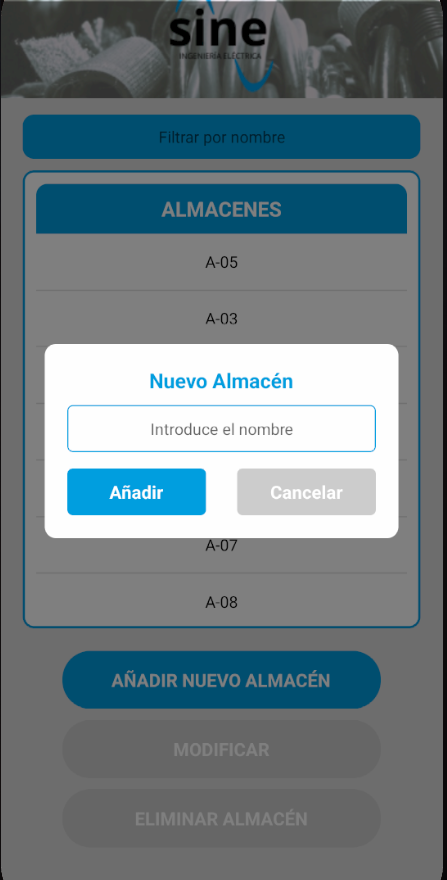 sine
INGENIERÍA ELÉCTRICA
Filtrar por nombre
ALMACENES
A-05
A-03
Nuevo Almacén
Introduce el nombre
Añadir Cancelar
A-07
A-08
AÑADIR NUEVO ALMACÉN
MODIFICAR
ELIMINAR ALMACÉN